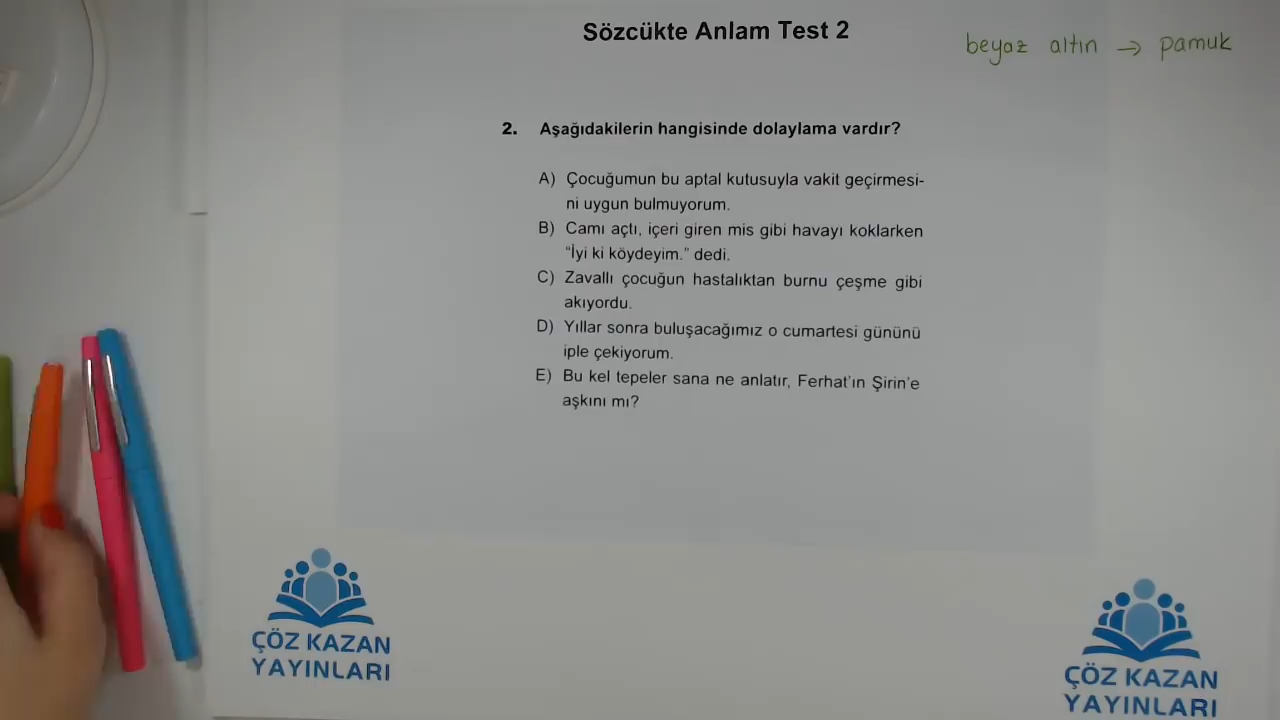 Sözcükte Anlam Test 2
beyaz altın → pamuk
2. Aşağıdakilerin hangisinde dolaylama vardır?
A) Çocuğumun bu aptal kutusuyla vakit geçirmesi-
ni uygun bulmuyorum.
B) Camı açtı, içeri giren mis gibi havayı koklarken
“İyi ki köydeyim.” dedi.
C) Zavallı çocuğun hastalıktan burnu çeşme gibi
akıyordu.
D) Yıllar sonra buluşacağımız o cumartesi gününü
iple çekiyorum.
E) Bu kel tepeler sana ne anlatır, Ferhat’ın Şirin’e
aşkını mı?
ÇÖZ KAZAN
YAYINLARI
ÇÖZ KAZAN
YAYINLARI